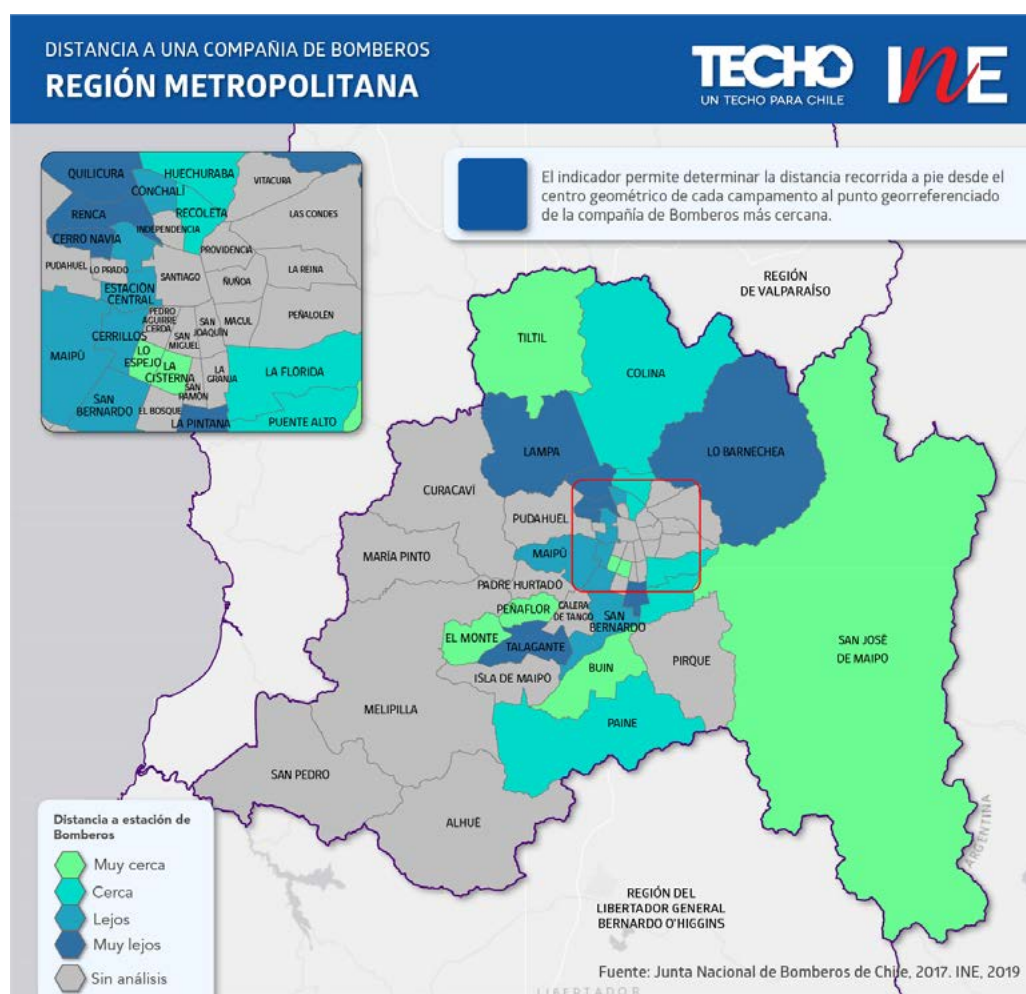 DISTANCIA A UNA COMPAÑIA DE BOMBEROS
REGIÓN METROPOLITANA
TECHO
UN TECHO PARA CHILE
INE
El indicador permite determinar la distancia recorrida a pie desde el
centro geométrico de cada campamento al punto georreferenciado
de la compañía de Bomberos más cercana.
QUILICURA
HUECHURABA
CONCHALÍ
VITACURA
RENCA
RECOLETA
LAS CONDES
INDEPENDENCIA
CERRO NAVIA
PROVIDENCIA
PUDAHUEL
LO PRADO
SANTIAGO
ÑUÑOA
LA REINA
ESTACIÓN
CENTRAL
PEDRO
AGUIRRE
CERDA
SAN
JOAQUÍN
MACUL
PEÑALOLÉN
CERRILLOS
SAN
MIGUEL
MAIPÚ
LO
ESPEJO
LA
CISTERNA
LA
GRANJA
LA FLORIDA
SAN
RAMÓN
SAN
BERNARDO
EL BOSQUE
LA PINTANA
PUENTE ALTO
REGIÓN
DE VALPARAÍSO
TILTIL
COLINA
LAMPA
LO BARNECHEA
CURACAVÍ
PUDAHUEL
MARÍA PINTO
MAIPÚ
PADRE HURTADO
PEÑAFLOR
CALERA
DE TANGO
SAN
BERNARDO
EL MONTE
TALAGANTE
BUIN
PIRQUE
SAN JOSÉ
DE MAIPO
ISLA DE MAIPO
MELIPILLA
PAINE
SAN PEDRO
ALHUÉ
ARGENTINA
REGIÓN DEL
LIBERTADOR GENERAL
BERNARDO O'HIGGINS
Distancia a estación de
Bomberos
Muy cerca
Cerca
Lejos
Muy lejos
Sin análisis
Fuente: Junta Nacional de Bomberos de Chile, 2017. INE, 2019
LIBERTADOR